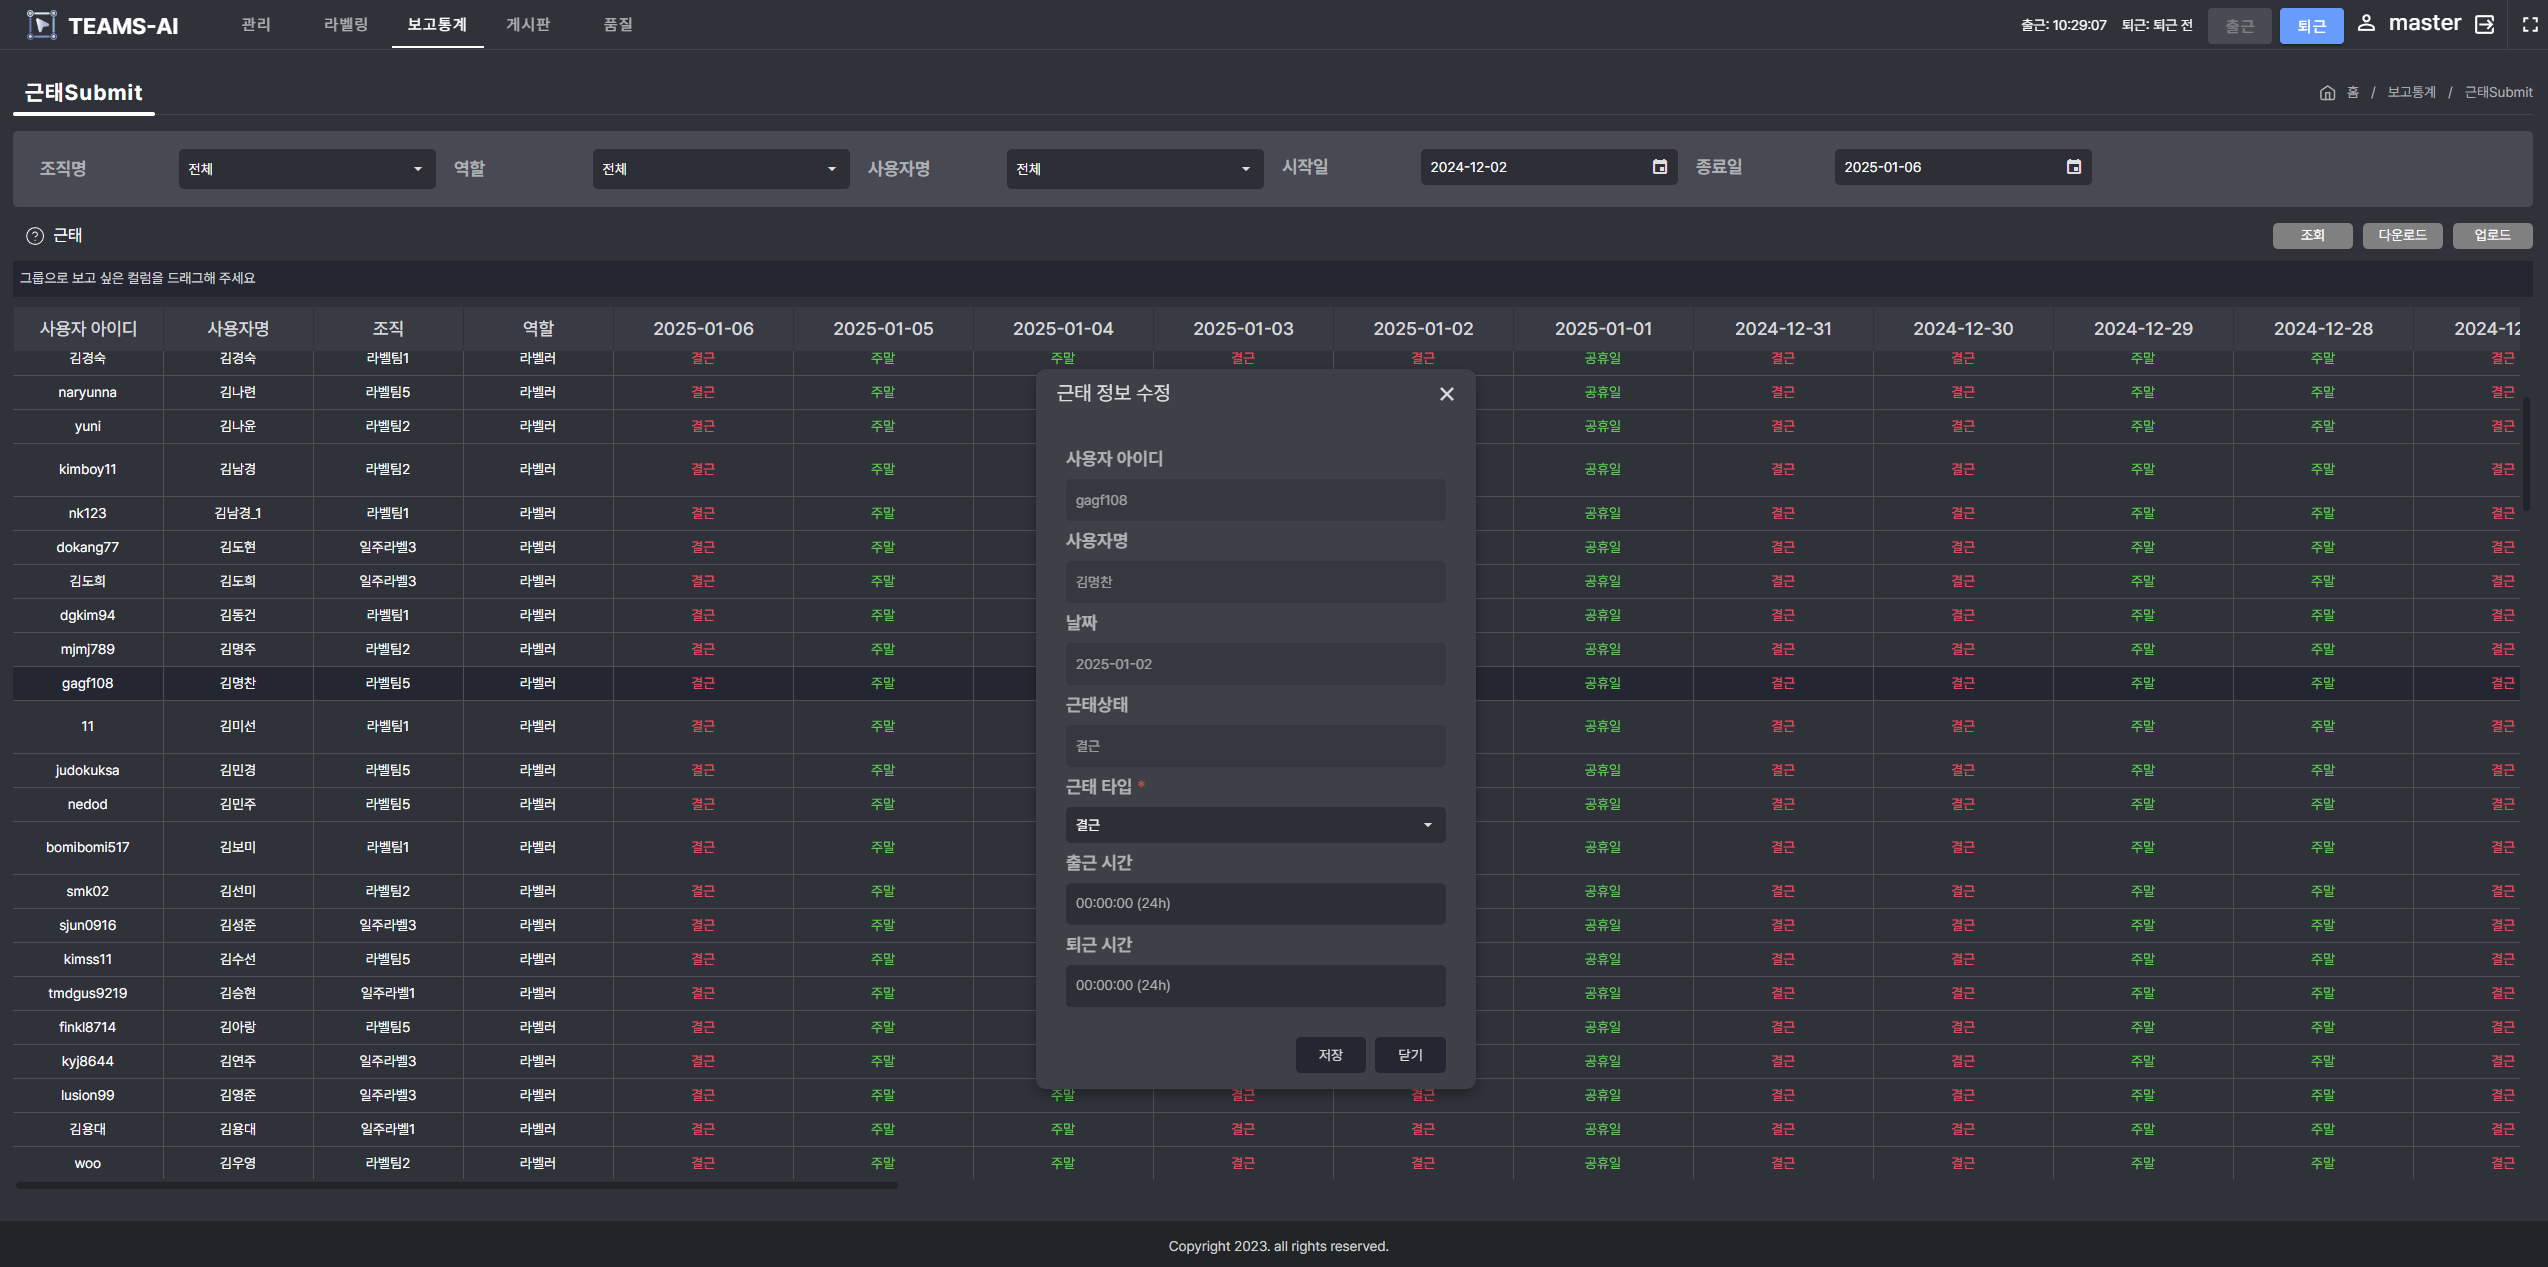 TEAMS-AI 관리 라벨링 보고통계 게시판 품질 출근: 10:29:07 퇴근: 퇴근 전 출근 퇴근 master
근태Submit 홈 / 보고통계 / 근태Submit
조직명 전체 역할 전체 사용자명 전체 시작일 2024-12-02 종료일 2025-01-06
? 근태 조회 다운로드 업로드
그룹으로 보고 싶은 컬럼을 드래그해 주세요
사용자 아이디 사용자명 조직 역할 2025-01-06 2025-01-05 2025-01-04 2025-01-03 2025-01-02 2025-01-01 2024-12-31 2024-12-30 2024-12-29 2024-12-28 2024-12
김경숙 김경숙 라벨팀1 라벨러 결근 주말 주말 결근 결근 공휴일 결근 결근 주말 주말 결근
naryunna 김나련 라벨팀5 라벨러 결근 주말 공휴일 결근 결근 주말 주말 결근
yuni 김나윤 라벨팀2 라벨러 결근 주말 공휴일 결근 결근 주말 주말 결근
kimboy11 김남경 라벨팀2 라벨러 결근 주말 공휴일 결근 결근 주말 주말 결근
nk123 김남경_1 라벨팀1 라벨러 결근 주말 공휴일 결근 결근 주말 주말 결근
dokang77 김도현 일주라벨3 라벨러 결근 주말 공휴일 결근 결근 주말 주말 결근
김도희 김도희 일주라벨3 라벨러 결근 주말 공휴일 결근 결근 주말 주말 결근
dgkim94 김동건 라벨팀1 라벨러 결근 주말 공휴일 결근 결근 주말 주말 결근
mjmj789 김명주 라벨팀2 라벨러 결근 주말 공휴일 결근 결근 주말 주말 결근
gagf108 김명찬 라벨팀5 라벨러 결근 주말 공휴일 결근 결근 주말 주말 결근
11 김미선 라벨팀1 라벨러 결근 주말 공휴일 결근 결근 주말 주말 결근
judokuksa 김민경 라벨팀5 라벨러 결근 주말 공휴일 결근 결근 주말 주말 결근
nedod 김민주 라벨팀5 라벨러 결근 주말 공휴일 결근 결근 주말 주말 결근
bomibomi517 김보미 라벨팀1 라벨러 결근 주말 공휴일 결근 결근 주말 주말 결근
smk02 김선미 라벨팀2 라벨러 결근 주말 공휴일 결근 결근 주말 주말 결근
sjun0916 김성준 일주라벨3 라벨러 결근 주말 공휴일 결근 결근 주말 주말 결근
kimss11 김수선 라벨팀5 라벨러 결근 주말 공휴일 결근 결근 주말 주말 결근
tmdgus9219 김승현 일주라벨1 라벨러 결근 주말 공휴일 결근 결근 주말 주말 결근
finkl8714 김아랑 라벨팀5 라벨러 결근 주말 공휴일 결근 결근 주말 주말 결근
kyj8644 김연주 일주라벨3 라벨러 결근 주말 공휴일 결근 결근 주말 주말 결근
lusion99 김영준 일주라벨3 라벨러 결근 주말 주말 결근 결근 공휴일 결근 결근 주말 주말 결근
김용대 김용대 일주라벨1 라벨러 결근 주말 주말 결근 결근 공휴일 결근 결근 주말 주말 결근
woo 김우영 라벨팀2 라벨러 결근 주말 주말 결근 결근 공휴일 결근 결근 주말 주말 결근
근태 정보 수정
사용자 아이디
gagf108
사용자명
김명찬
날짜
2025-01-02
근태상태
결근
근태 타입 *
결근
출근 시간
00:00:00 (24h)
퇴근 시간
00:00:00 (24h)
저장 닫기
Copyright 2023. all rights reserved.